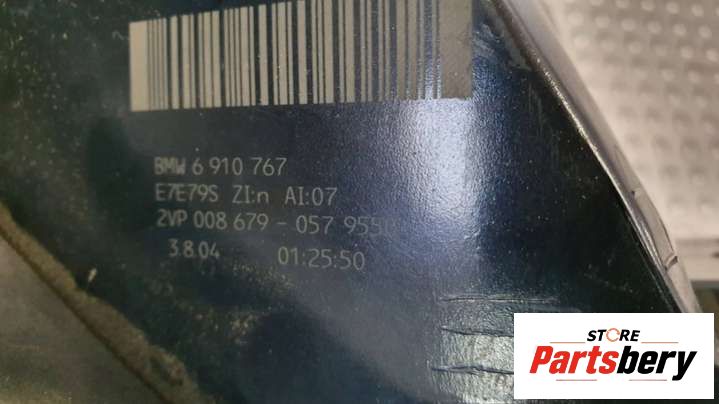 BMW 6 910 767
E7E79S ZI:n AI:07
2VP 008 679 - 057 955
3.8.04 01:25:50
STORE
Partsbery